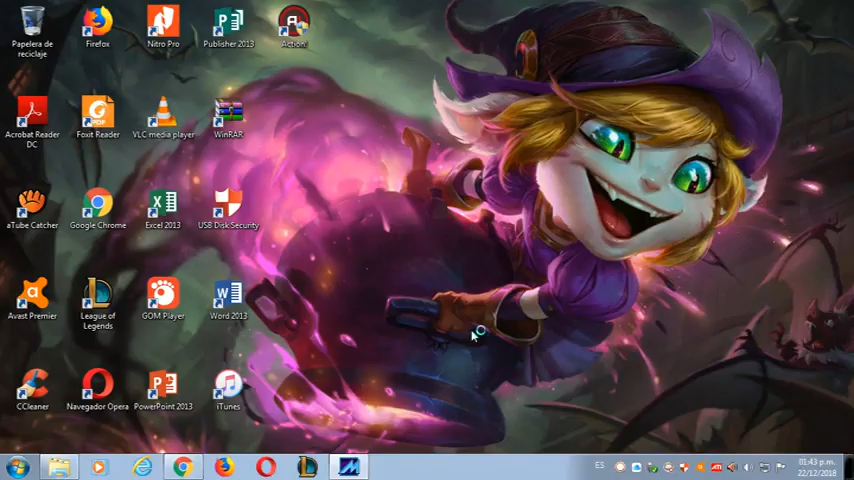 Papelera de
reciclaje
Firefox
Nitro Pro
Publisher 2013
Action!
Acrobat Reader
DC
Foxit Reader
VLC media player
WinRAR
aTube Catcher
Google Chrome
Excel 2013
USB Disk Security
Avast Premier
League of
Legends
GOM Player
Word 2013
CCleaner
Navegador Opera
PowerPoint 2013
iTunes
ES
01:43 p.m.
22/12/2018